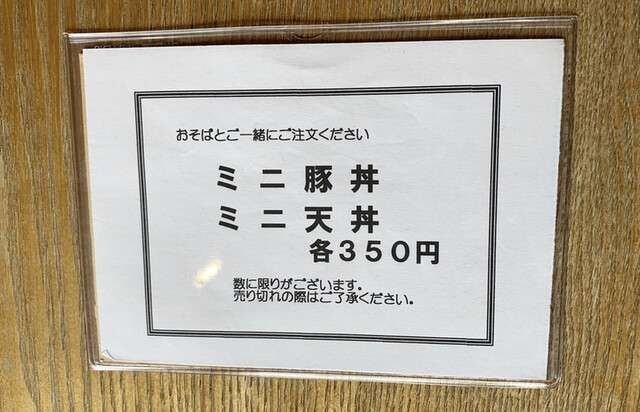 おそばとご一緒にご注文ください
ミニ豚丼
ミニ天丼
各350円
数に限りがございます。
売り切れの際はご了承ください。